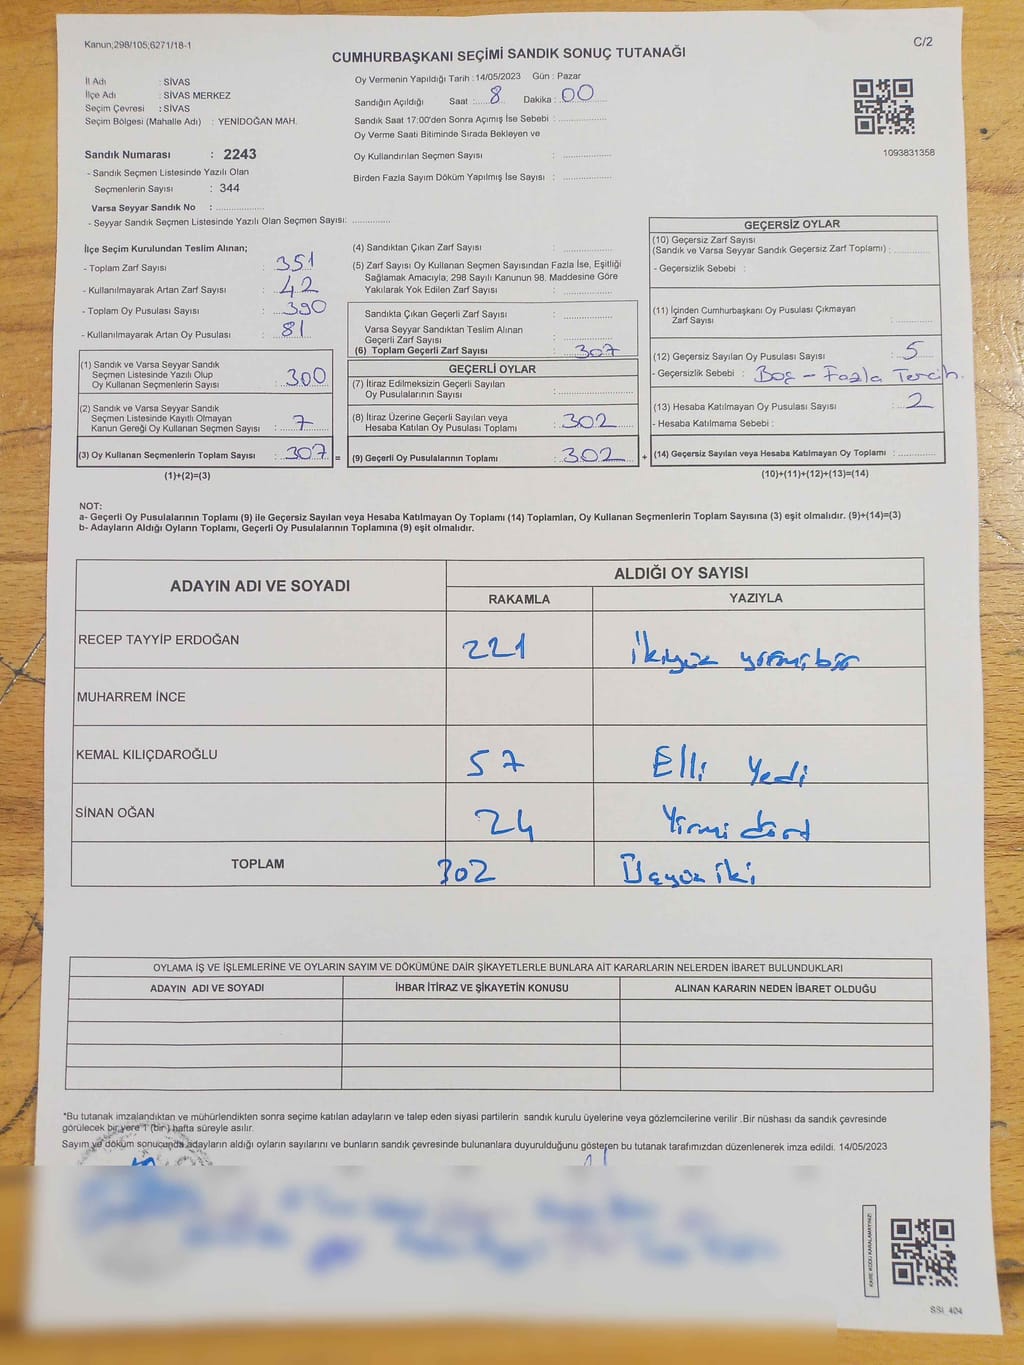 Kanun;298/105;6271/18-1
C/2
CUMHURBAŞKANI SEÇİMİ SANDIK SONUÇ TUTANAĞI
İl Adı : SİVAS
İlçe Adı : SİVAS MERKEZ
Seçim Çevresi : SİVAS
Seçim Bölgesi (Mahalle Adı) : YENİDOĞAN MAH.
Sandık Numarası : 2243
- Sandık Seçmen Listesinde Yazılı Olan
Seçmenlerin Sayısı : 344
Varsa Seyyar Sandık No : ..................
- Seyyar Sandık Seçmen Listesinde Yazılı Olan Seçmen Sayısı: ..............
Oy Vermenin Yapıldığı Tarih : 14/05/2023 Gün : Pazar
Sandığın Açıldığı Saat : 8 Dakika : 00
Sandık Saat 17:00'den Sonra Açımış İse Sebebi : ..................
Oy Verme Saati Bitiminde Sırada Bekleyen ve
Oy Kullandırılan Seçmen Sayısı : ..................
Birden Fazla Sayım Döküm Yapılmış İse Sayısı : ..................
1093831358
İlçe Seçim Kurulundan Teslim Alınan;
- Toplam Zarf Sayısı : 351
- Kullanılmayarak Artan Zarf Sayısı : 42
- Toplam Oy Pusulası Sayısı : 390
- Kullanılmayarak Artan Oy Pusulası : 81
(1) Sandık ve Varsa Seyyar Sandık
Seçmen Listesinde Yazılı Olup
Oy Kullanan Seçmenlerin Sayısı : 300
(2) Sandık ve Varsa Seyyar Sandık
Seçmen Listesinde Kayıtlı Olmayan
Kanun Gereği Oy Kullanan Seçmen Sayısı : 7
(3) Oy Kullanan Seçmenlerin Toplam Sayısı : 307 =
(1)+(2)=(3)
(4) Sandıktan Çıkan Zarf Sayısı : ..................
(5) Zarf Sayısı Oy Kullanan Seçmen Sayısından Fazla İse, Eşitliği
Sağlamak Amacıyla; 298 Sayılı Kanunun 98. Maddesine Göre
Yakılarak Yok Edilen Zarf Sayısı : ..................
Sandıkta Çıkan Geçerli Zarf Sayısı : ..................
Varsa Seyyar Sandıktan Teslim Alınan
Geçerli Zarf Sayısı : ..................
(6) Toplam Geçerli Zarf Sayısı : 307
GEÇERLİ OYLAR
(7) İtiraz Edilmeksizin Geçerli Sayılan
Oy Pusulasının Sayısı : ..................
(8) İtiraz Üzerine Geçerli Sayılan veya
Hesaba Katılan Oy Pusulası Toplamı : 302
(9) Geçerli Oy Pusulalarının Toplamı : 302 +
GEÇERSİZ OYLAR
(10) Geçersiz Zarf Sayısı
(Sandık ve Varsa Seyyar Sandık Geçersiz Zarf Toplamı) : ..............
- Geçersizlik Sebebi :
(11) İçinden Cumhurbaşkanı Oy Pusulası Çıkmayan
Zarf Sayısı : ..............
(12) Geçersiz Sayılan Oy Pusulası Sayısı : 5
- Geçersizlik Sebebi : Boş - Fazla Tercih.
(13) Hesaba Katılmayan Oy Pusulası Sayısı : 2
- Hesaba Katılmama Sebebi :
(14) Geçersiz Sayılan veya Hesaba Katılmayan Oy Toplamı : ..............
(10)+(11)+(12)+(13)=(14)
NOT:
a- Geçerli Oy Pusulalarının Toplamı (9) ile Geçersiz Sayılan veya Hesaba Katılmayan Oy Toplamı (14) Toplamları, Oy Kullanan Seçmenlerin Toplam Sayısına (3) eşit olmalıdır. (9)+(14)=(3)
b- Adayların Aldığı Oyların Toplamı, Geçerli Oy Pusulalarının Toplamına (9) eşit olmalıdır.
ADAYIN ADI VE SOYADI
ALDIĞI OY SAYISI
RAKAMLA YAZIYLA
RECEP TAYYİP ERDOĞAN 221 İkiyüz yirmibir
MUHARREM İNCE
KEMAL KILIÇDAROĞLU 57 Elli Yedi
SİNAN OĞAN 24 Yirmi dört
TOPLAM 302 Üçyüz iki
OYLAMA İŞ VE İŞLEMLERİNE VE OYLARIN SAYIM VE DÖKÜMÜNE DAİR ŞİKAYETLERLE BUNLARA AİT KARARLARIN NELERDEN İBARET BULUNDUKLARI
ADAYIN ADI VE SOYADI İHBAR İTİRAZ VE ŞİKAYETİN KONUSU ALINAN KARARIN NEDEN İBARET OLDUĞU
*Bu tutanak imzalandıktan ve mühürlendikten sonra seçime katılan adayların ve talep eden siyasi partilerin sandık kurulu üyelerine veya gözlemcilerine verilir .Bir nüshası da sandık çevresinde
görülecek bir yere 1 (bir) hafta süreyle asılır.
Sayım ve döküm sonucunda adayların aldığı oyların sayılarını ve bunların sandık çevresinde bulunanlara duyurulduğunu gösteren bu tutanak tarafımızdan düzenlenerek imza edildi. 14/05/2023
KARE KODU KARALAMAYINIZ!
SSI_404